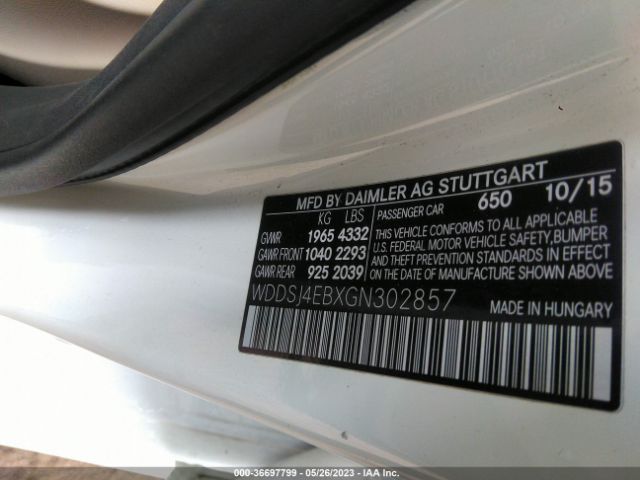 MFD BY DAIMLER AG STUTTGART
KG LBS
GVWR 1965 4332
GAWR FRONT 1040 2293
GAWR REAR 925 2039
PASSENGER CAR 650 10/15
THIS VEHICLE CONFORMS TO ALL APPLICABLE
U.S. FEDERAL MOTOR VEHICLE SAFETY, BUMPER
AND THEFT PREVENTION STANDARDS IN EFFECT
ON THE DATE OF MANUFACTURE SHOWN ABOVE
WDDSJ4EBXGN302857
MADE IN HUNGARY
000-36697799 - 05/26/2023 - IAA Inc.